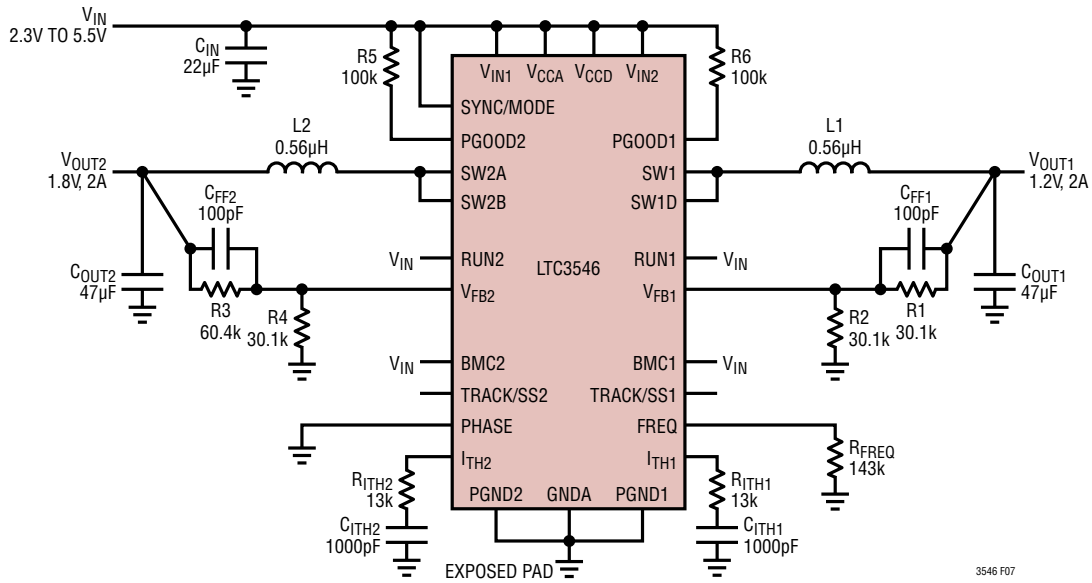 VIN
2.3V TO 5.5V
CIN
22µF
R5
100k
R6
100k
VIN1
VCCA
VCCD
VIN2
SYNC/MODE
PGOOD2
PGOOD1
L2
0.56µH
L1
0.56µH
VOUT2
1.8V, 2A
SW2A
SW2B
SW1
SW1D
VOUT1
1.2V, 2A
CFF2
100pF
CFF1
100pF
VIN
RUN2
LTC3546
RUN1
VIN
COUT2
47µF
R3
60.4k
R4
30.1k
VFB2
VFB1
R2
30.1k
R1
30.1k
COUT1
47µF
VIN
BMC2
BMC1
VIN
TRACK/SS2
TRACK/SS1
PHASE
FREQ
RFREQ
143k
ITH2
ITH1
RITH2
13k
RITH1
13k
PGND2
GNDA
PGND1
CITH2
1000pF
CITH1
1000pF
EXPOSED PAD
3546 F07